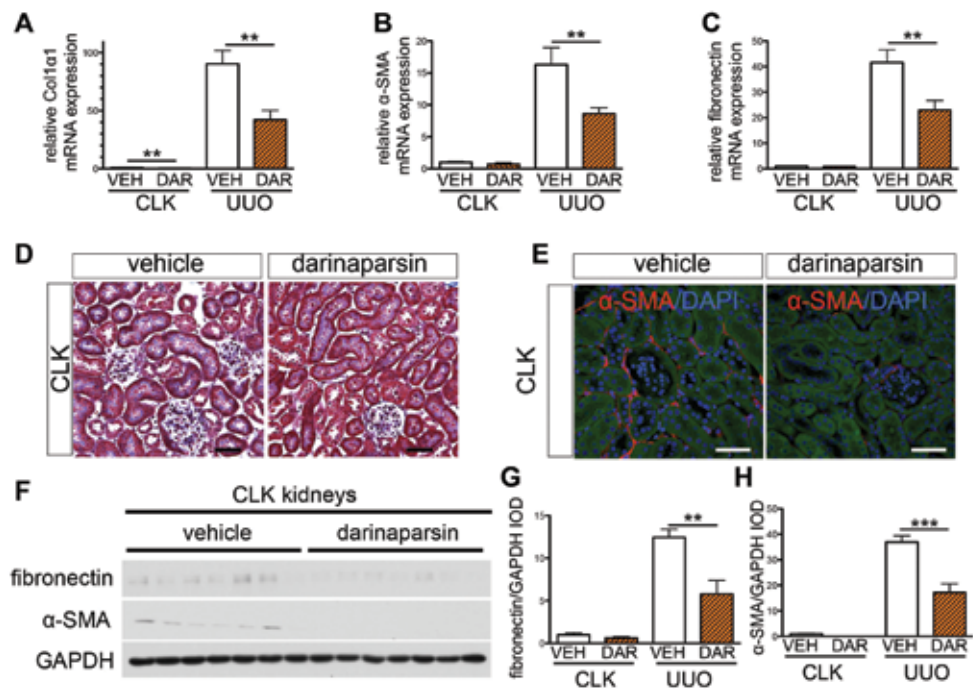 A
relative Col1α1
mRNA expression
100
50
0
**
**
VEH DAR VEH DAR
CLK UUO
B
relative α-SMA
mRNA expression
20
15
10
5
0
**
VEH DAR VEH DAR
CLK UUO
C
relative fibronectin
mRNA expression
50
40
30
20
10
0
**
VEH DAR VEH DAR
CLK UUO
D
vehicle darinaparsin
CLK
E
vehicle darinaparsin
α-SMA/DAPI α-SMA/DAPI
CLK
F
CLK kidneys
vehicle darinaparsin
fibronectin
α-SMA
GAPDH
G
fibronectin/GAPDH IOD
15
10
5
0
**
VEH DAR VEH DAR
CLK UUO
H
α-SMA/GAPDH IOD
50
40
30
20
10
0
***
VEH DAR VEH DAR
CLK UUO